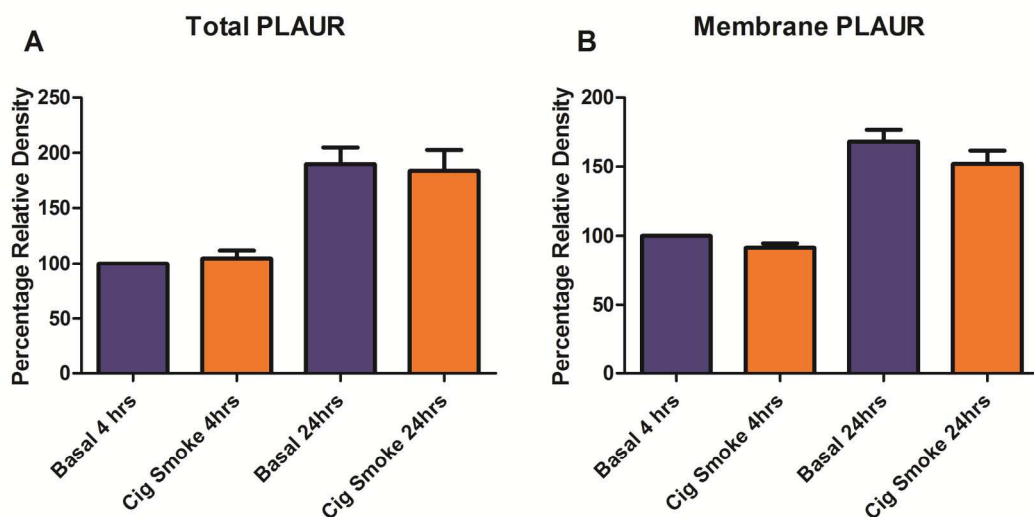 A
Total PLAUR
Percentage Relative Density
250
200
150
100
50
0
Basal 4 hrs
Cig Smoke 4hrs
Basal 24hrs
Cig Smoke 24hrs
B
Membrane PLAUR
Percentage Relative Density
200
150
100
50
0
Basal 4 hrs
Cig Smoke 4hrs
Basal 24hrs
Cig Smoke 24hrs